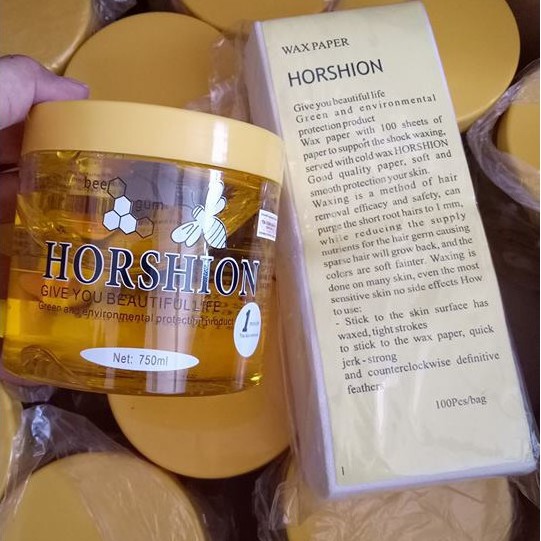 beef
gum
HORSHION
GIVE YOU BEAUTIFUL LIFE
Green and environmental protection product
1
Net: 750ml
WAX PAPER
HORSHION
Give you beautiful life
Green and environmental
protection product
Wax paper with 100 sheets of
paper to support the shock waxing,
served with cold wax HORSHION
Good quality paper, soft and
smooth protection your skin.
Waxing is a method of hair
removal efficacy and safety, can
purge the short root hairs to 1 mm,
while reducing the supply
nutrients for the hair germ causing
sparse hair will grow back, and the
colors are soft fainter. Waxing is
done on many skin, even the most
sensitive skin no side effects How
to use:
- Stick to the skin surface has
waxed, tight strokes
to stick to the wax paper, quick
jerk - strong
and counterclockwise definitive
feathers
100Pcs/bag
1